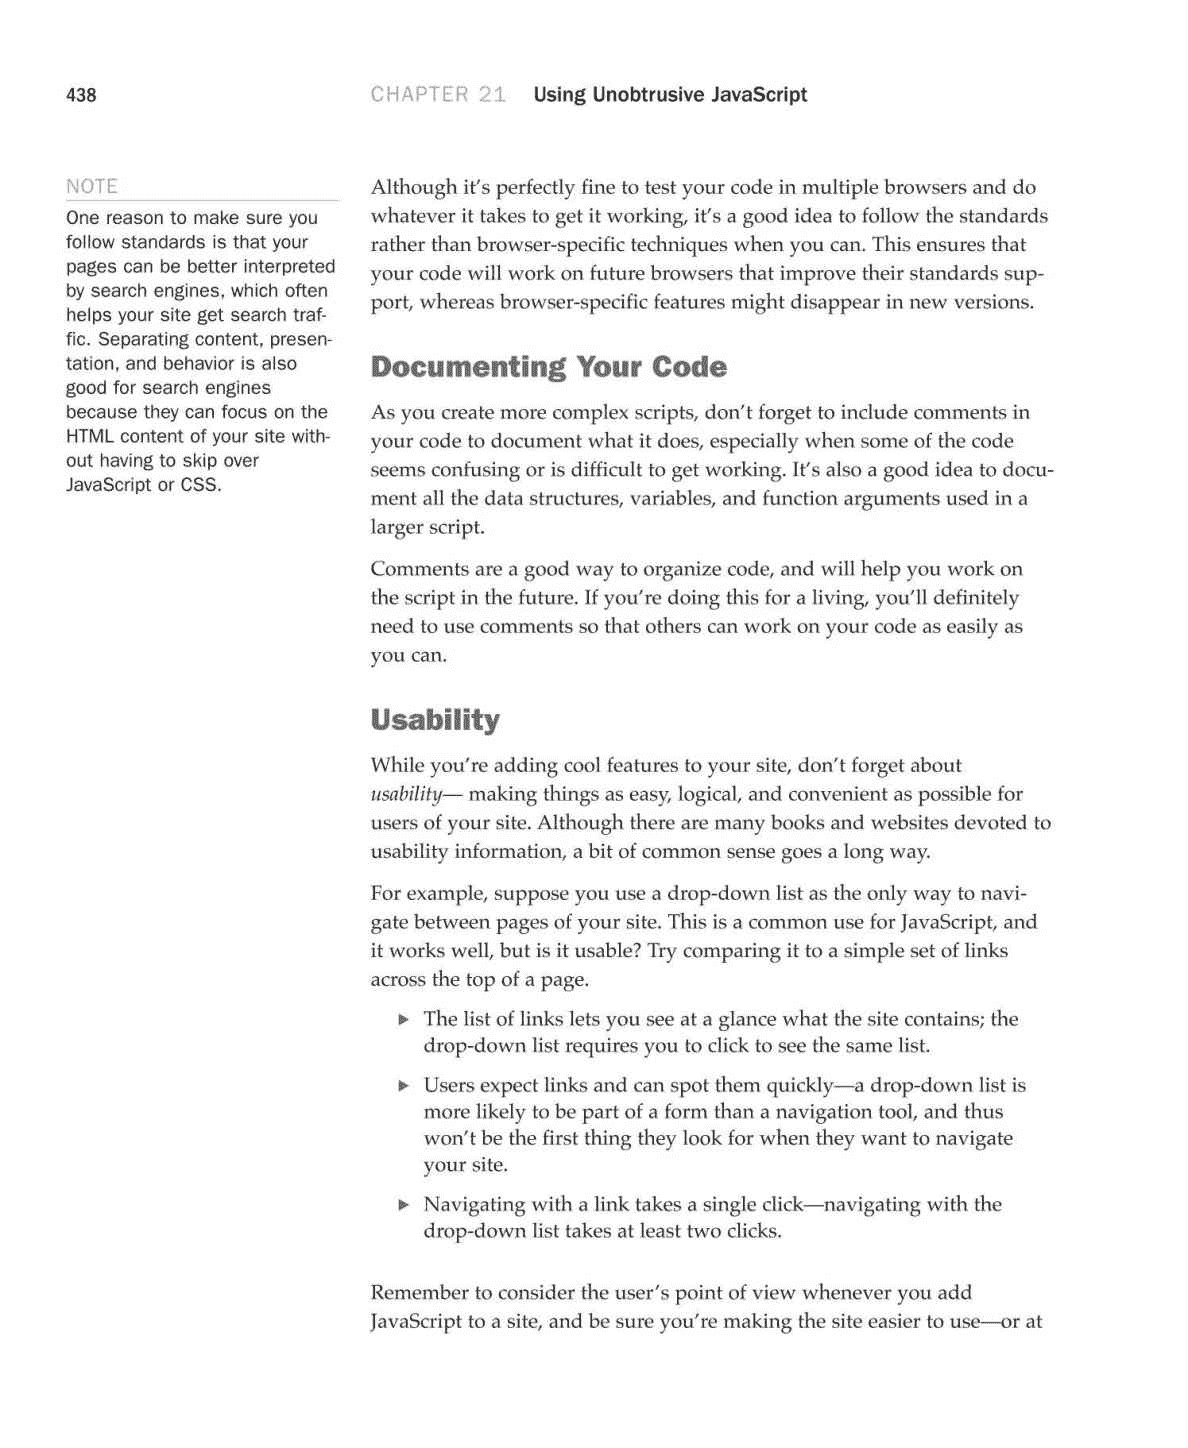 438
CHAPTER 21 Using Unobtrusive JavaScript
NOTE
One reason to make sure you
follow standards is that your
pages can be better interpreted
by search engines, which often
helps your site get search traf-
fic. Separating content, presen-
tation, and behavior is also
good for search engines
because they can focus on the
HTML content of your site with-
out having to skip over
JavaScript or CSS.
Although it's perfectly fine to test your code in multiple browsers and do
whatever it takes to get it working, it's a good idea to follow the standards
rather than browser-specific techniques when you can. This ensures that
your code will work on future browsers that improve their standards sup-
port, whereas browser-specific features might disappear in new versions.
Documenting Your Code
As you create more complex scripts, don't forget to include comments in
your code to document what it does, especially when some of the code
seems confusing or is difficult to get working. It's also a good idea to docu-
ment all the data structures, variables, and function arguments used in a
larger script.
Comments are a good way to organize code, and will help you work on
the script in the future. If you're doing this for a living, you'll definitely
need to use comments so that others can work on your code as easily as
you can.
Usability
While you're adding cool features to your site, don't forget about
usability— making things as easy, logical, and convenient as possible for
users of your site. Although there are many books and websites devoted to
usability information, a bit of common sense goes a long way.
For example, suppose you use a drop-down list as the only way to navi-
gate between pages of your site. This is a common use for JavaScript, and
it works well, but is it usable? Try comparing it to a simple set of links
across the top of a page.
▶ The list of links lets you see at a glance what the site contains; the
drop-down list requires you to click to see the same list.
▶ Users expect links and can spot them quickly—a drop-down list is
more likely to be part of a form than a navigation tool, and thus
won't be the first thing they look for when they want to navigate
your site.
▶ Navigating with a link takes a single click—navigating with the
drop-down list takes at least two clicks.
Remember to consider the user's point of view whenever you add
JavaScript to a site, and be sure you're making the site easier to use—or at